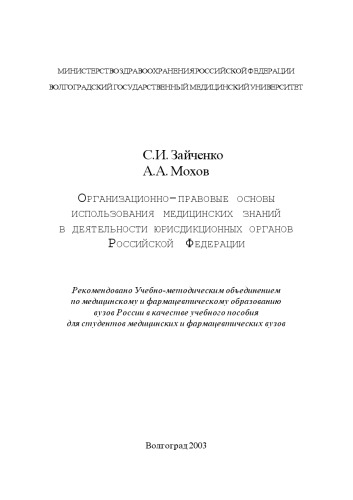 МИНИСТЕРСТВО ЗДРАВООХРАНЕНИЯ РОССИЙСКОЙ ФЕДЕРАЦИИ
ВОЛГОГРАДСКИЙ ГОСУДАРСТВЕННЫЙ МЕДИЦИНСКИЙ УНИВЕРСИТЕТ
С.И. Зайченко
А.А. Мохов
Организационно-правовые основы
использования медицинских знаний
в деятельности юрисдикционных органов
Российской Федерации
Рекомендовано Учебно-методическим объединением
по медицинскому и фармацевтическому образованию
вузов России в качестве учебного пособия
для студентов медицинских и фармацевтических вузов
Волгоград 2003